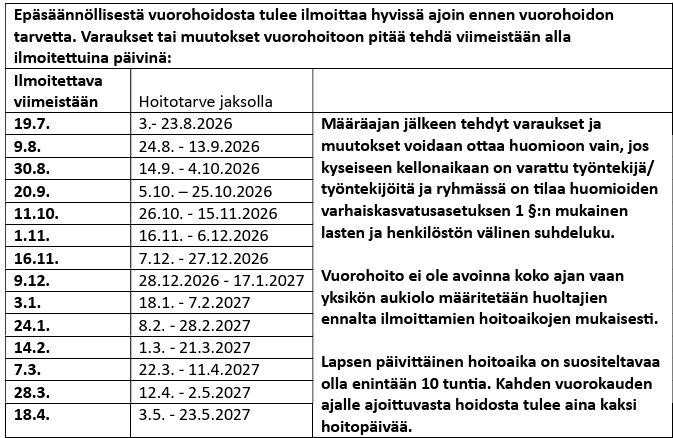 Epäsäännöllisestä vuorohoidosta tulee ilmoittaa hyvissä ajoin ennen vuorohoidon
tarvetta. Varaukset tai muutokset vuorohoitoon pitää tehdä viimeistään alla
ilmoitettuina päivinä:
Ilmoitettava
viimeistään
Hoitotarve jaksolla
19.7.
3.- 23.8.2026
9.8.
24.8. - 13.9.2026
30.8.
14.9. - 4.10.2026
20.9.
5.10. – 25.10.2026
11.10.
26.10. - 15.11.2026
1.11.
16.11. - 6.12.2026
16.11.
7.12. - 27.12.2026
9.12.
28.12.2026 - 17.1.2027
3.1.
18.1. - 7.2.2027
24.1.
8.2. - 28.2.2027
14.2.
1.3. - 21.3.2027
7.3.
22.3. - 11.4.2027
28.3.
12.4. - 2.5.2027
18.4.
3.5. - 23.5.2027
Määräajan jälkeen tehdyt varaukset ja
muutokset voidaan ottaa huomioon vain, jos
kyseiseen kellonaikaan on varattu työntekijä/
työntekijöitä ja ryhmässä on tilaa huomioiden
varhaiskasvatusasetuksen 1 §:n mukainen
lasten ja henkilöstön välinen suhdeluku.
Vuorohoito ei ole avoinna koko ajan vaan
yksikön aukiolo määritetään huoltajien
ennalta ilmoittamien hoitoaikojen mukaisesti.
Lapsen päivittäinen hoitoaika on suositeltavaa
olla enintään 10 tuntia. Kahden vuorokauden
ajalle ajoittuvasta hoidosta tulee aina kaksi
hoitopäivää.